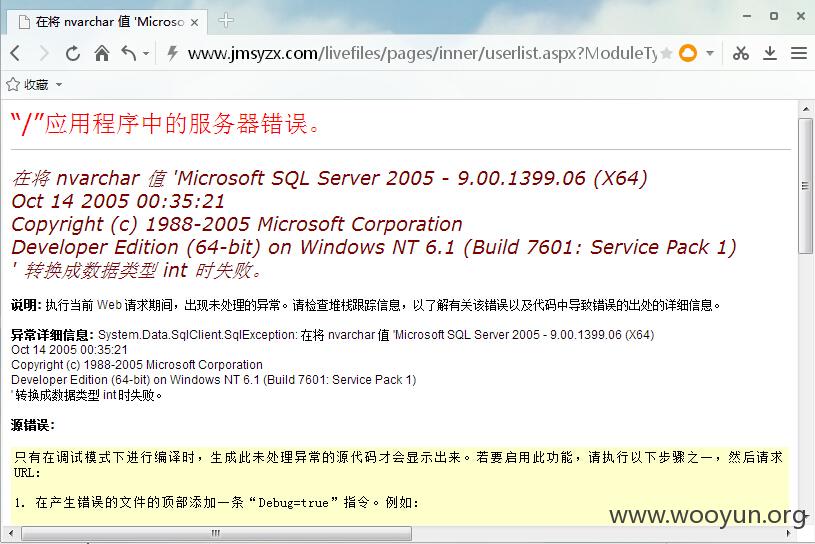 在将 nvarchar 值 'Microso
www.jmsyzx.com/livefiles/pages/inner/userlist.aspx?ModuleTy
收藏
“/”应用程序中的服务器错误。
在将 nvarchar 值 'Microsoft SQL Server 2005 - 9.00.1399.06 (X64)
Oct 14 2005 00:35:21
Copyright (c) 1988-2005 Microsoft Corporation
Developer Edition (64-bit) on Windows NT 6.1 (Build 7601: Service Pack 1)
' 转换成数据类型 int 时失败。
说明: 执行当前 Web 请求期间，出现未处理的异常。请检查堆栈跟踪信息，以了解有关该错误以及代码中导致错误的出处的详细信息。
异常详细信息: System.Data.SqlClient.SqlException: 在将 nvarchar 值 'Microsoft SQL Server 2005 - 9.00.1399.06 (X64)
Oct 14 2005 00:35:21
Copyright (c) 1988-2005 Microsoft Corporation
Developer Edition (64-bit) on Windows NT 6.1 (Build 7601: Service Pack 1)
' 转换成数据类型 int 时失败。
源错误:
只有在调试模式下进行编译时，生成此未处理异常的源代码才会显示出来。若要启用此功能，请执行以下步骤之一，然后请求
URL:
1. 在产生错误的文件的顶部添加一条“Debug=true”指令。例如:
www.wooyun.org